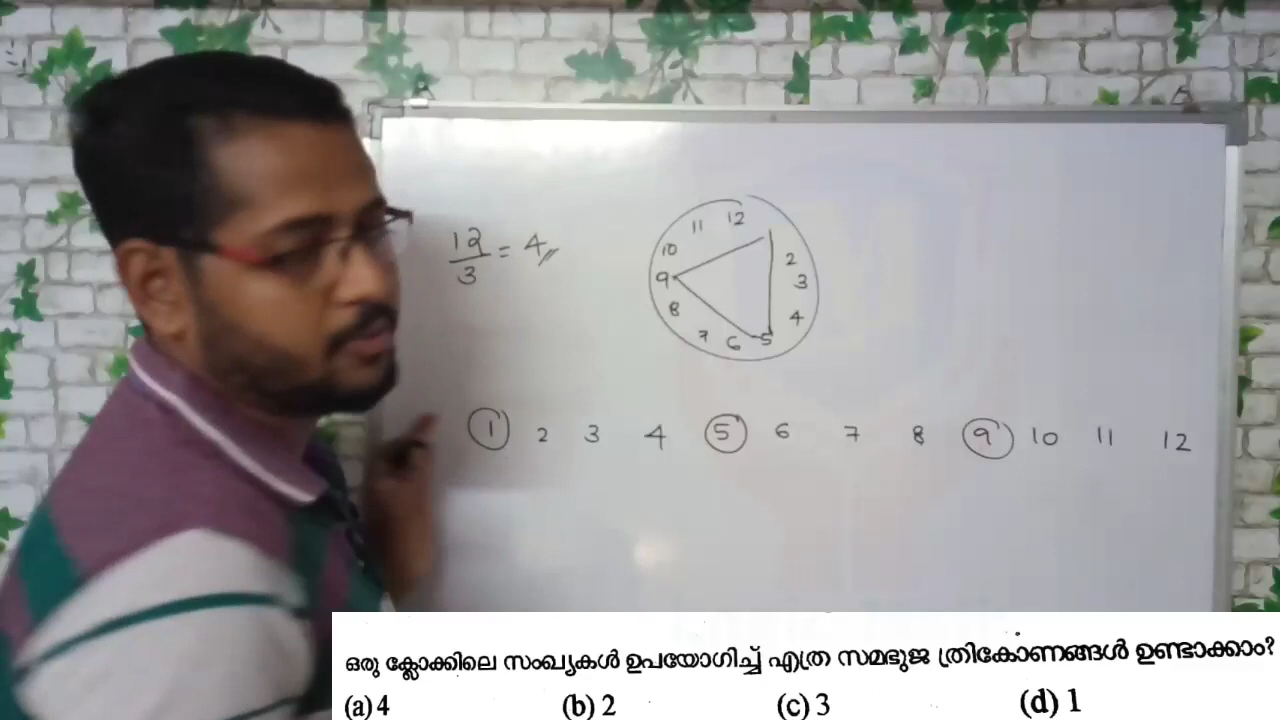 12/3 = 4
11 12
10 2
9 3
8 4
7 6 5
1 2 3 4 5 6 7 8 9 10 11 12
ഒരു ക്ലോക്കിലെ സംഖ്യകൾ ഉപയോഗിച്ച് എത്ര സമഭുജ ത്രികോണങ്ങൾ ഉണ്ടാക്കാം?
(a) 4 (b) 2 (c) 3 (d) 1